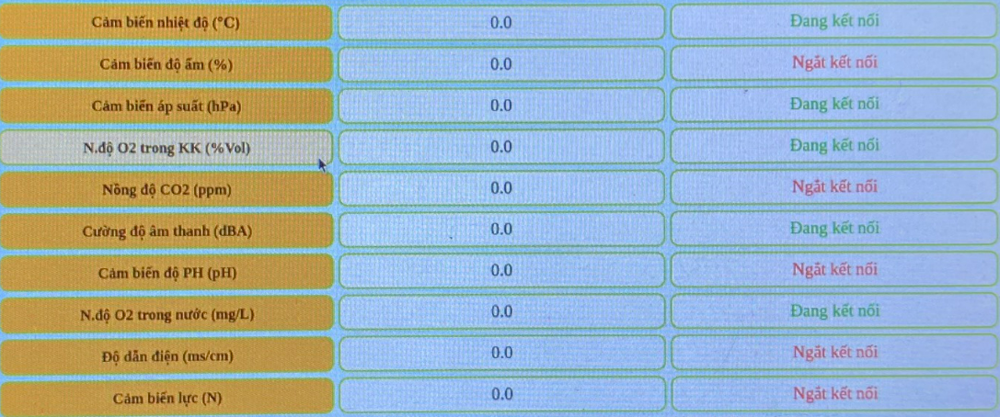 Cảm biến nhiệt độ (°C) 0.0 Đang kết nối
Cảm biến độ ẩm (%) 0.0 Ngắt kết nối
Cảm biến áp suất (hPa) 0.0 Đang kết nối
N.độ O2 trong KK (%Vol) 0.0 Đang kết nối
Nồng độ CO2 (ppm) 0.0 Ngắt kết nối
Cường độ âm thanh (dBA) 0.0 Đang kết nối
Cảm biến độ PH (pH) 0.0 Ngắt kết nối
N.độ O2 trong nước (mg/L) 0.0 Đang kết nối
Độ dẫn điện (ms/cm) 0.0 Ngắt kết nối
Cảm biến lực (N) 0.0 Ngắt kết nối